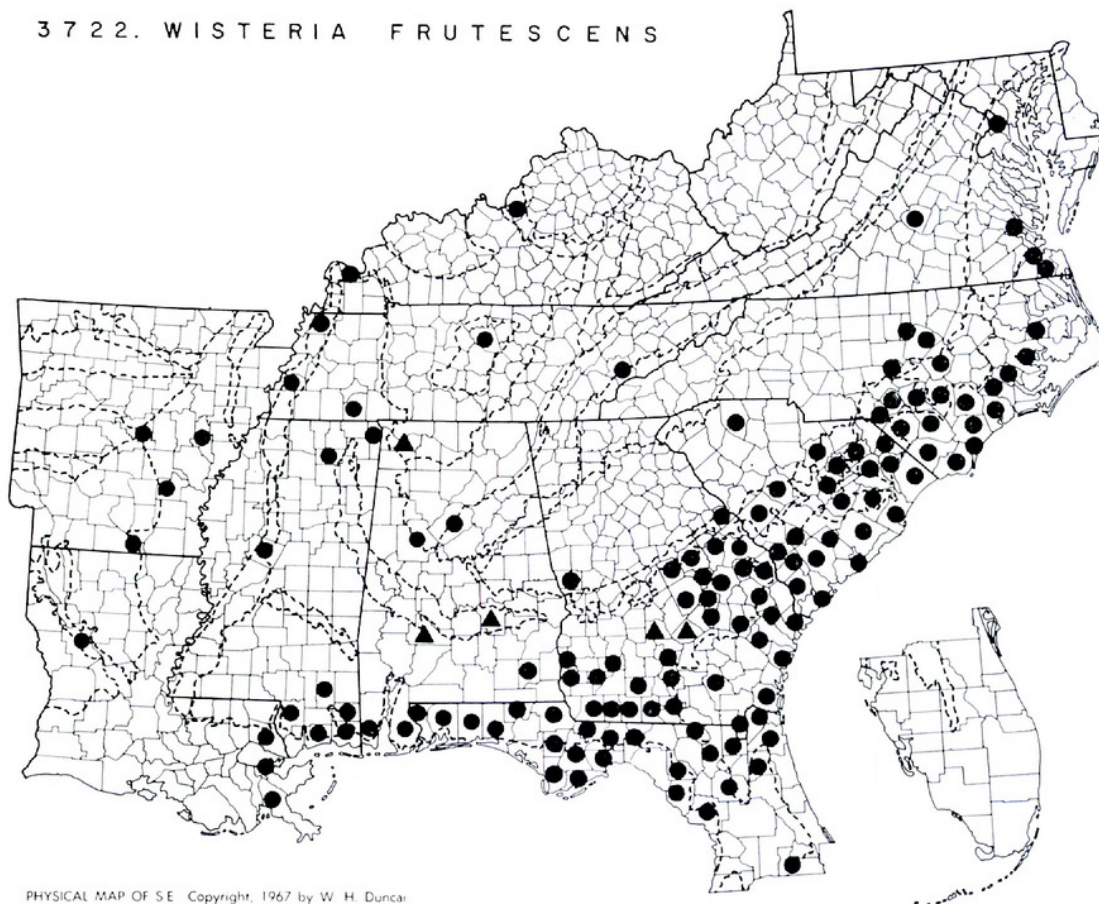 3722. WISTERIA FRUTESCENS
PHYSICAL MAP OF S E Copyright, 1967 by W. H. Duncan